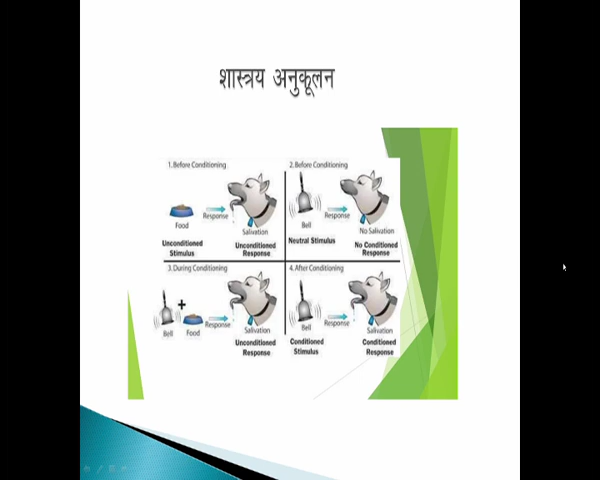 शास्त्रय अनुकूलन
1. Before Conditioning
Food
Response
Salivation
Unconditioned
Stimulus
Unconditioned
Response
2. Before Conditioning
Bell
Response
No Salivation
Neutral Stimulus
No Conditioned
Response
3. During Conditioning
+
Bell
Food
Response
Salivation
Unconditioned
Response
4. After Conditioning
Bell
Response
Salivation
Conditioned
Stimulus
Conditioned
Response